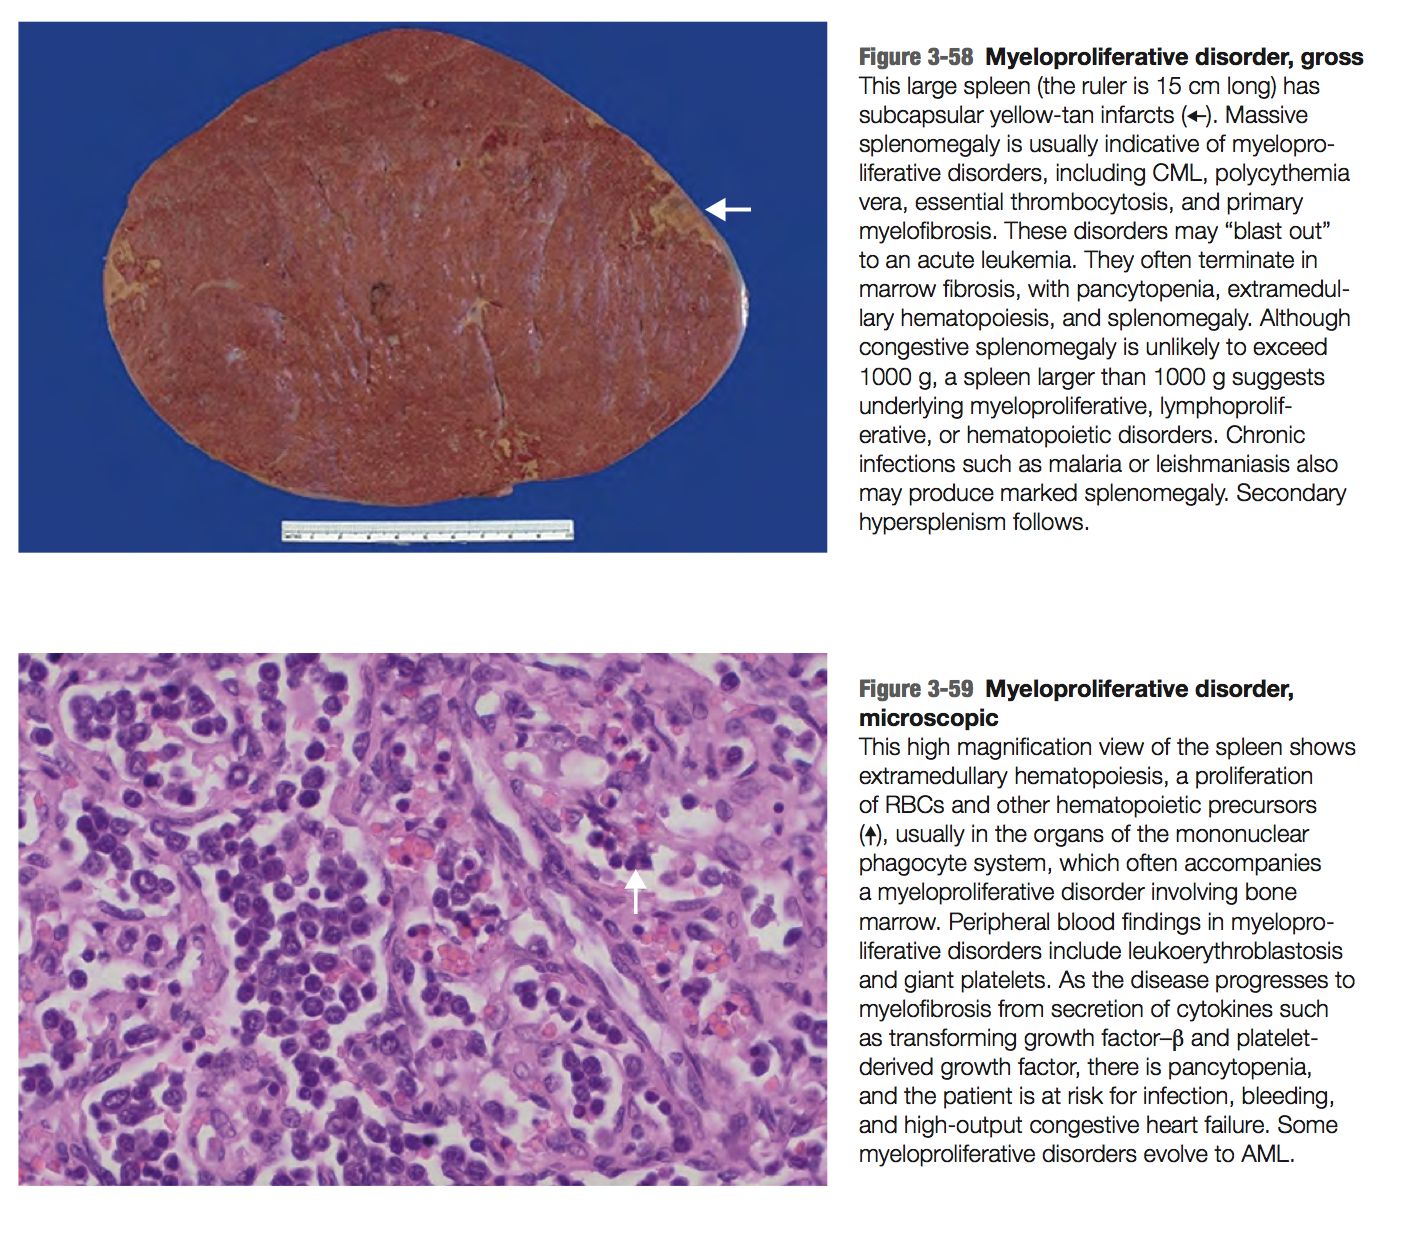 Figure 3-58 Myeloproliferative disorder, gross
This large spleen (the ruler is 15 cm long) has
subcapsular yellow-tan infarcts (←). Massive
splenomegaly is usually indicative of myelopro-
liferative disorders, including CML, polycythemia
vera, essential thrombocytosis, and primary
myelofibrosis. These disorders may “blast out”
to an acute leukemia. They often terminate in
marrow fibrosis, with pancytopenia, extramedul-
lary hematopoiesis, and splenomegaly. Although
congestive splenomegaly is unlikely to exceed
1000 g, a spleen larger than 1000 g suggests
underlying myeloproliferative, lymphoprolif-
erative, or hematopoietic disorders. Chronic
infections such as malaria or leishmaniasis also
may produce marked splenomegaly. Secondary
hypersplenism follows.
Figure 3-59 Myeloproliferative disorder,
microscopic
This high magnification view of the spleen shows
extramedullary hematopoiesis, a proliferation
of RBCs and other hematopoietic precursors
(↑), usually in the organs of the mononuclear
phagocyte system, which often accompanies
a myeloproliferative disorder involving bone
marrow. Peripheral blood findings in myelopro-
liferative disorders include leukoerythroblastosis
and giant platelets. As the disease progresses to
myelofibrosis from secretion of cytokines such
as transforming growth factor–β and platelet-
derived growth factor, there is pancytopenia,
and the patient is at risk for infection, bleeding,
and high-output congestive heart failure. Some
myeloproliferative disorders evolve to AML.